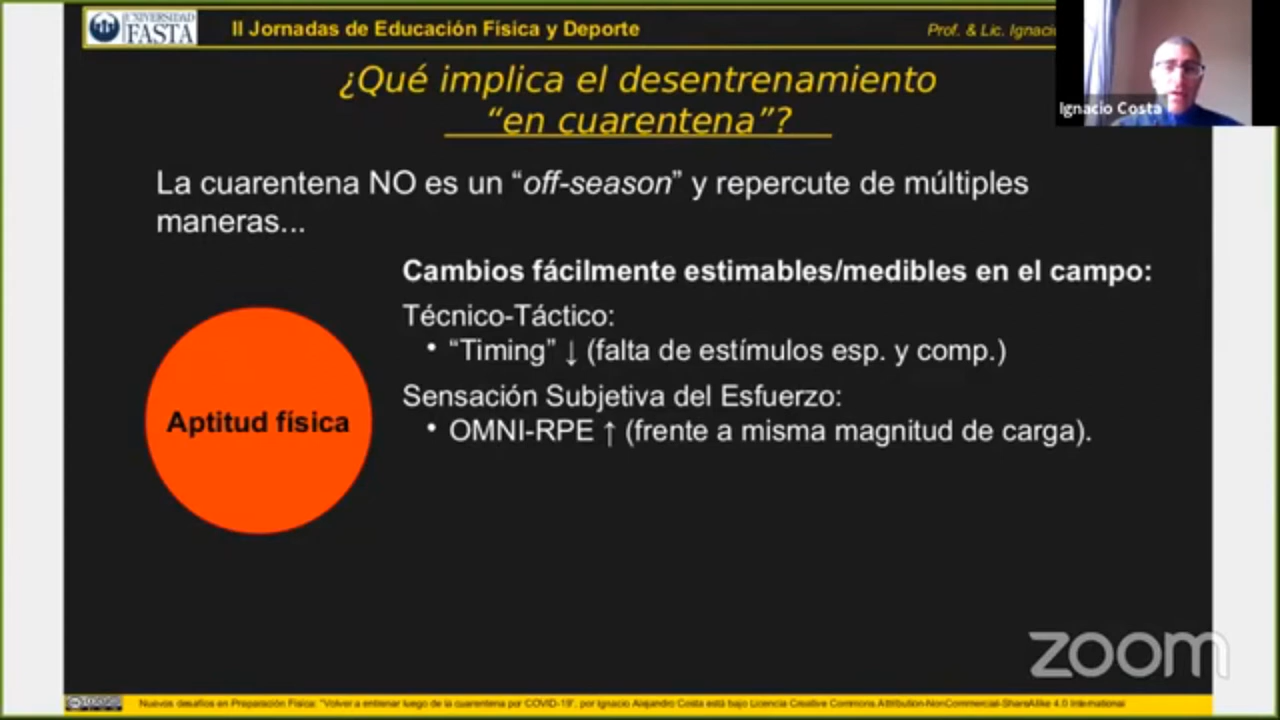 UNIVERSIDAD
FASTA
II Jornadas de Educación Física y Deporte
Prof. & Lic. Ignacio
Ignacio Costa
¿Qué implica el desentrenamiento
“en cuarentena”?
La cuarentena NO es un “off-season” y repercute de múltiples
maneras...
Cambios fácilmente estimables/medibles en el campo:
Técnico-Táctico:
• “Timing” ↓ (falta de estímulos esp. y comp.)
Sensación Subjetiva del Esfuerzo:
• OMNI-RPE ↑ (frente a misma magnitud de carga).
Aptitud física
zoom
Nuevos desafíos en Preparación Física: "Volver a entrenar luego de la cuarentena por COVID-19", por Ignacio Alejandro Costa está bajo Licencia Creative Commons Attribution-NonCommercial-ShareAlike 4.0 International